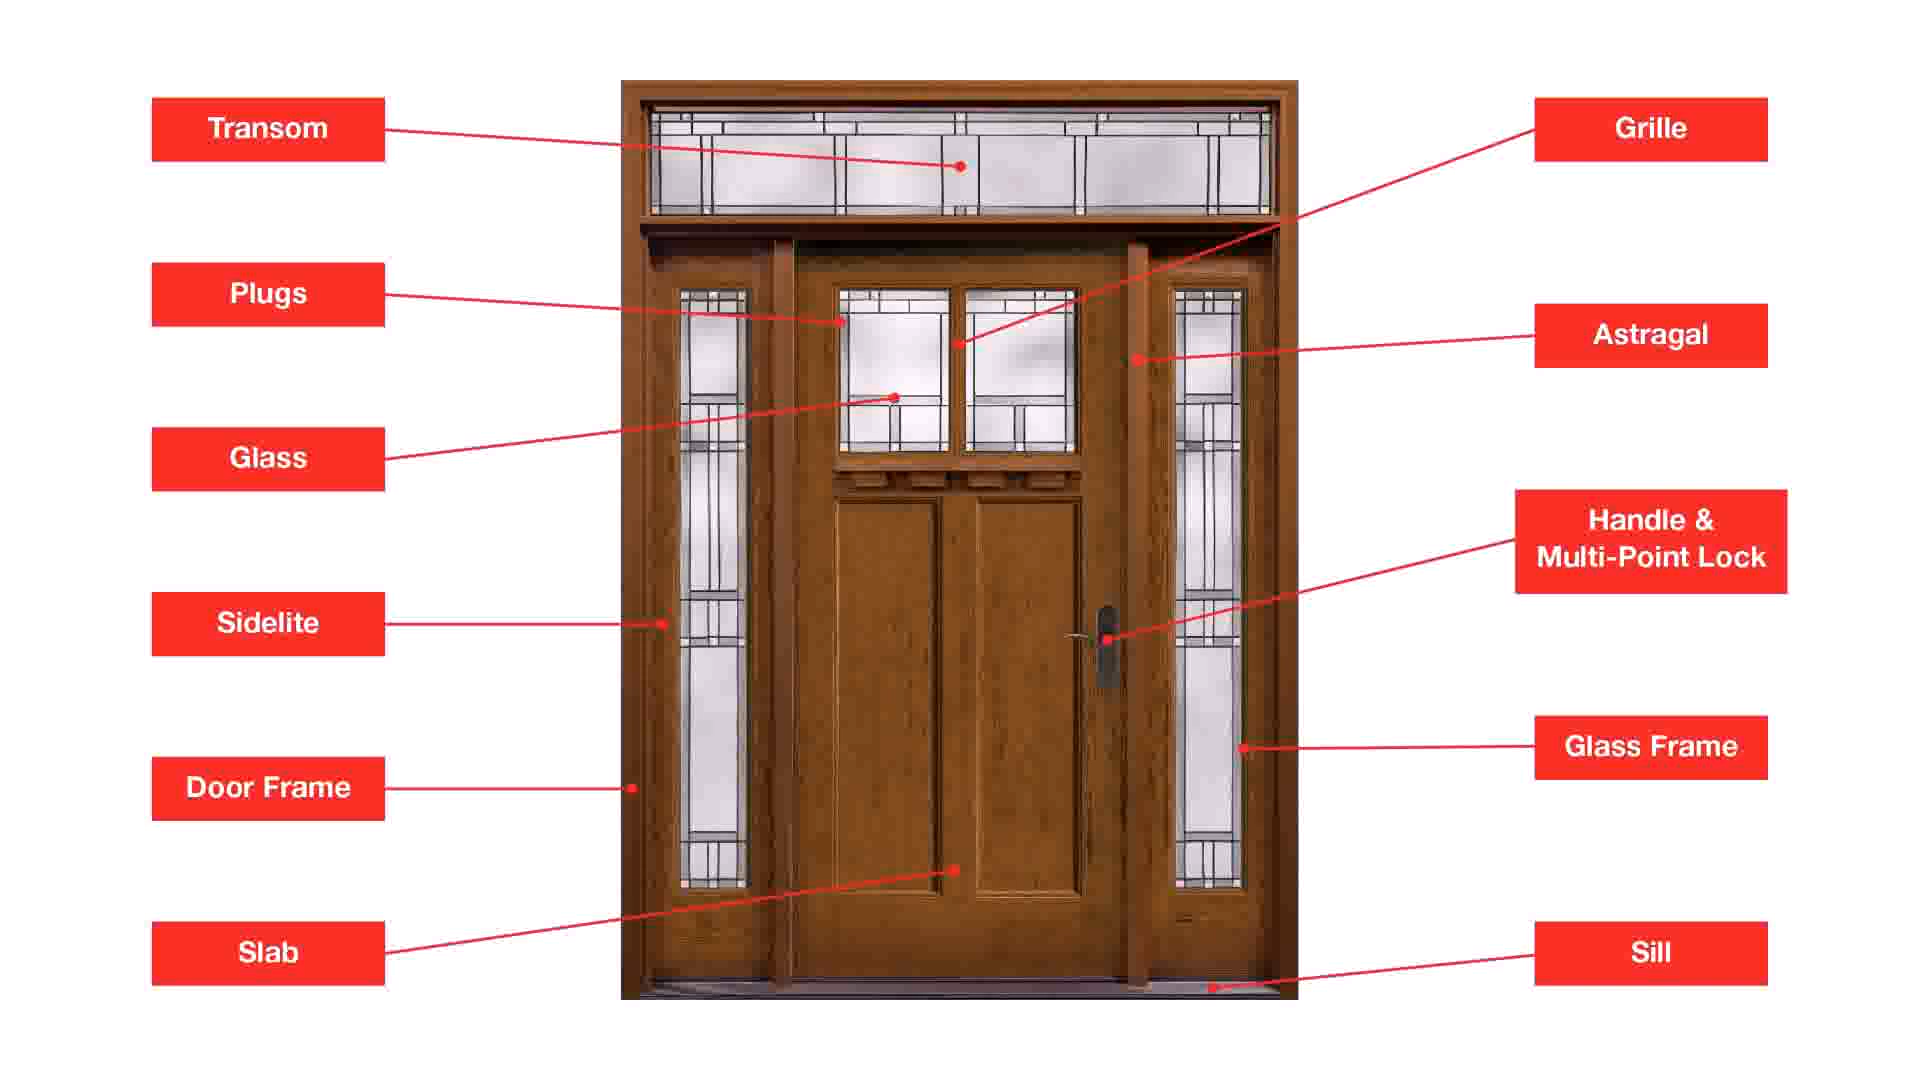 Transom
Plugs
Glass
Sidelite
Door Frame
Slab
Grille
Astragal
Handle &
Multi-Point Lock
Glass Frame
Sill